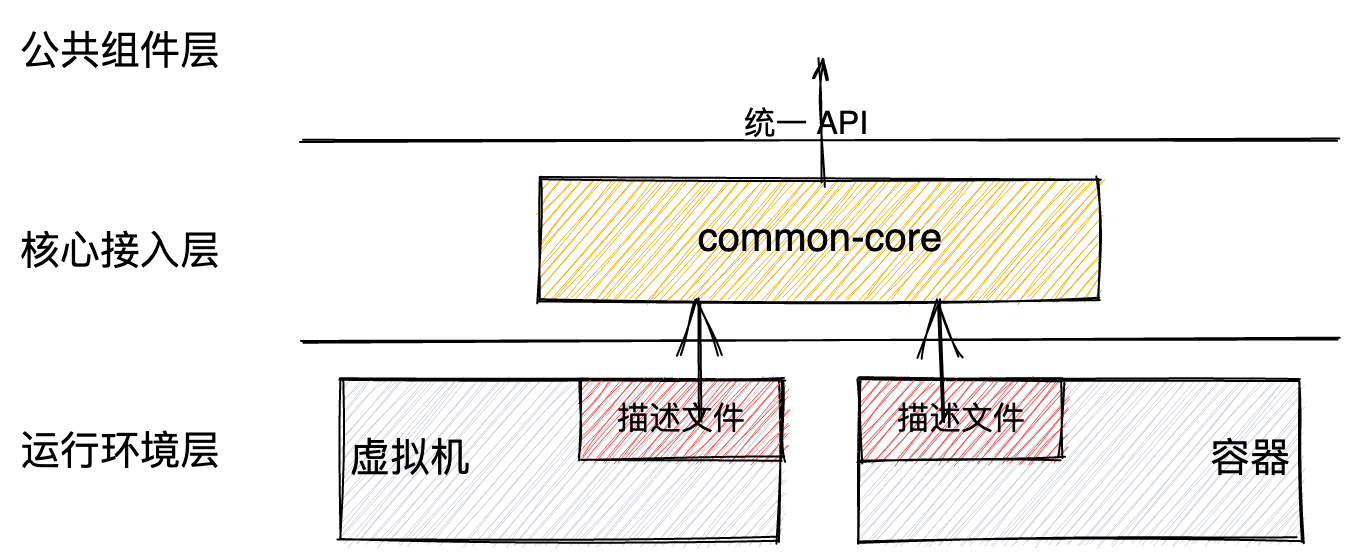 公共组件层
统一 API
核心接入层
common-core
运行环境层
虚拟机
描述文件
描述文件
容器